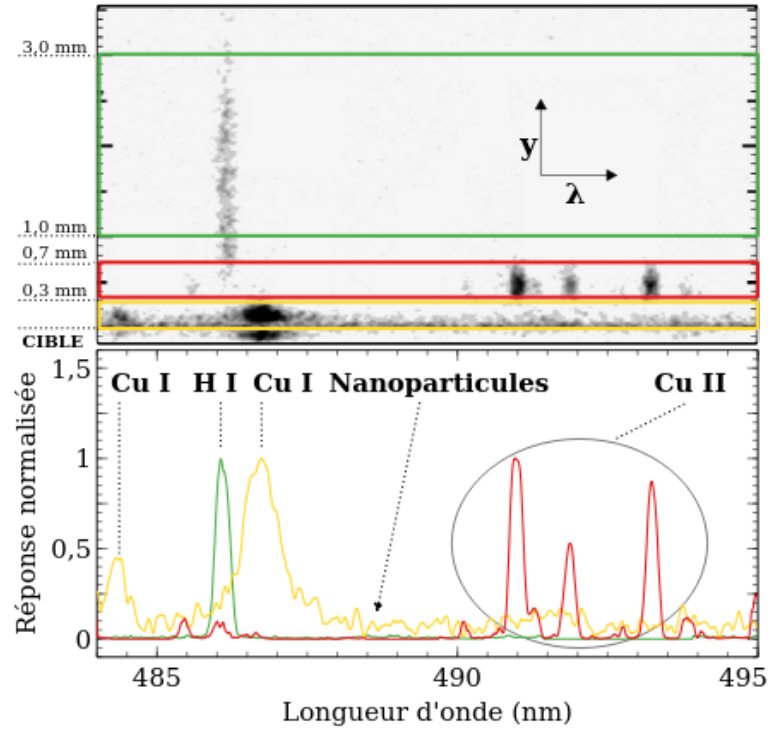 3,0 mm
y
λ
1,0 mm
0,7 mm
0,3 mm
CIBLE
1,5
Cu I H I Cu I Nanoparticules Cu II
1
0,5
0
Réponse normalisée
485 490 495
Longueur d'onde (nm)